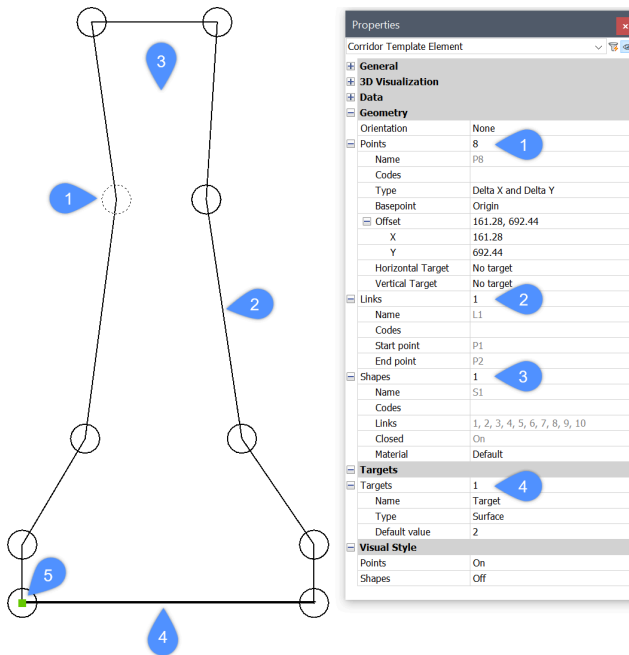 Properties
×
Corridor Template Element
General
3D Visualization
Data
Geometry
Orientation None
Points 8
Name P8
Codes
Type Delta X and Delta Y
Basepoint Origin
Offset 161.28, 692.44
X 161.28
Y 692.44
Horizontal Target No target
Vertical Target No target
Links 1
Name L1
Codes
Start point P1
End point P2
Shapes 1
Name S1
Codes
Links 1, 2, 3, 4, 5, 6, 7, 8, 9, 10
Closed On
Material Default
Targets
Targets 1
Name Target
Type Surface
Default value 2
Visual Style
Points On
Shapes Off
3
1
2
5
4
1
2
3
4